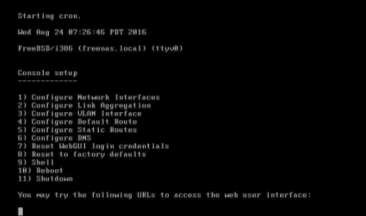 Starting cron.
Wed Aug 24 07:26:46 PDT 2016
FreeBSD/i386 (freenas.local) (ttyv0)
Console setup
-------------
1) Configure Network Interfaces
2) Configure Link Aggregation
3) Configure VLAN Interface
4) Configure Default Route
5) Configure Static Routes
6) Configure DNS
7) Reset WebGUI login credentials
8) Reset to factory defaults
9) Shell
10) Reboot
11) Shutdown
You may try the following URLs to access the web user interface: